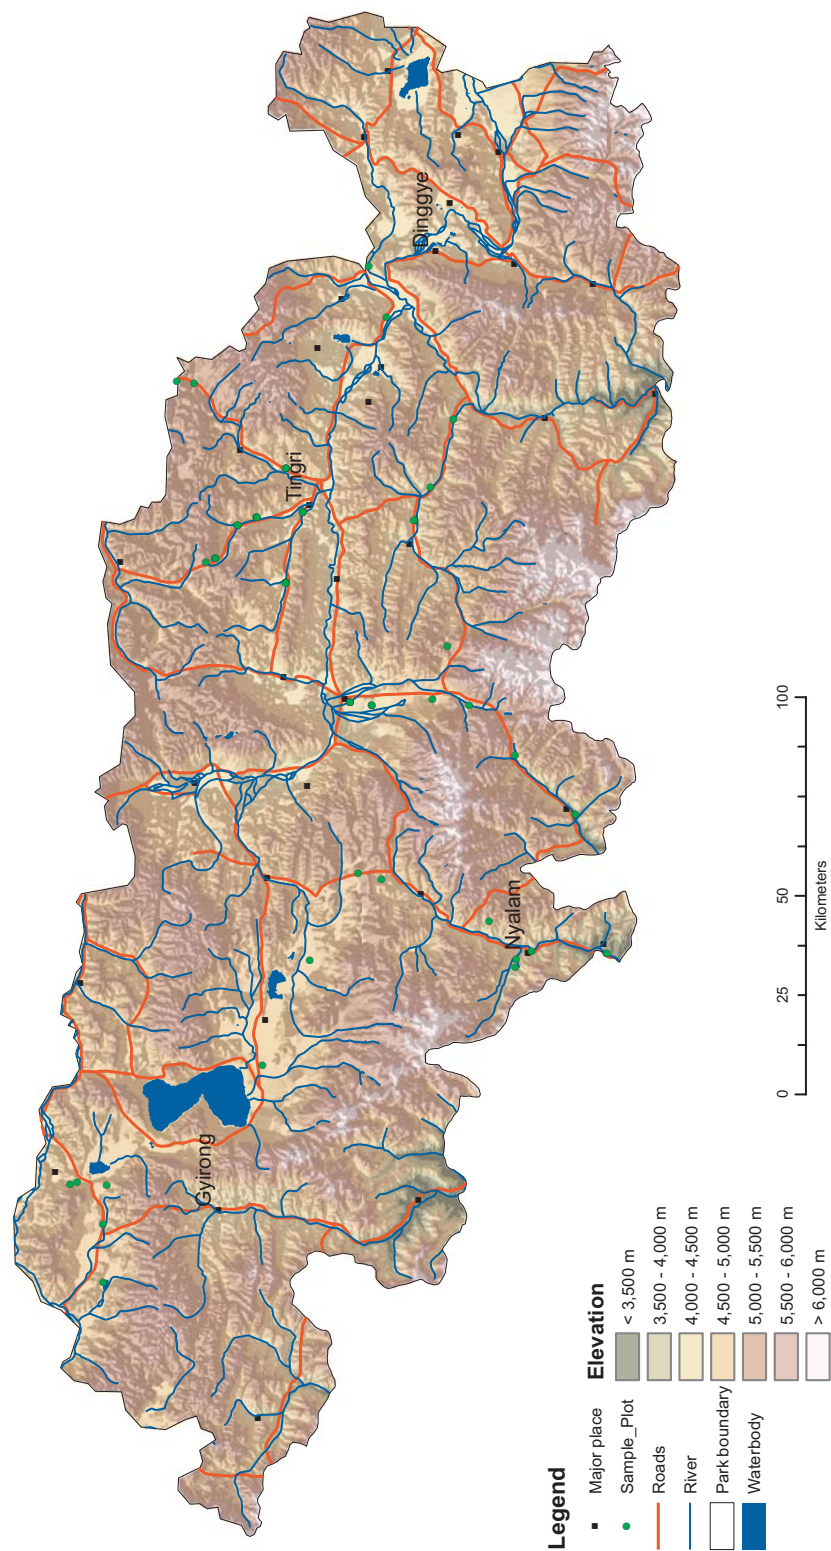 Gyirong
Nyalam
Tingri
Dinggye
Legend
Major place
Sample_Plot
Roads
River
Park boundary
Waterbody
Elevation
< 3,500 m
3,500 - 4,000 m
4,000 - 4,500 m
4,500 - 5,000 m
5,000 - 5,500 m
5,500 - 6,000 m
> 6,000 m
0 25 50 100
Kilometers